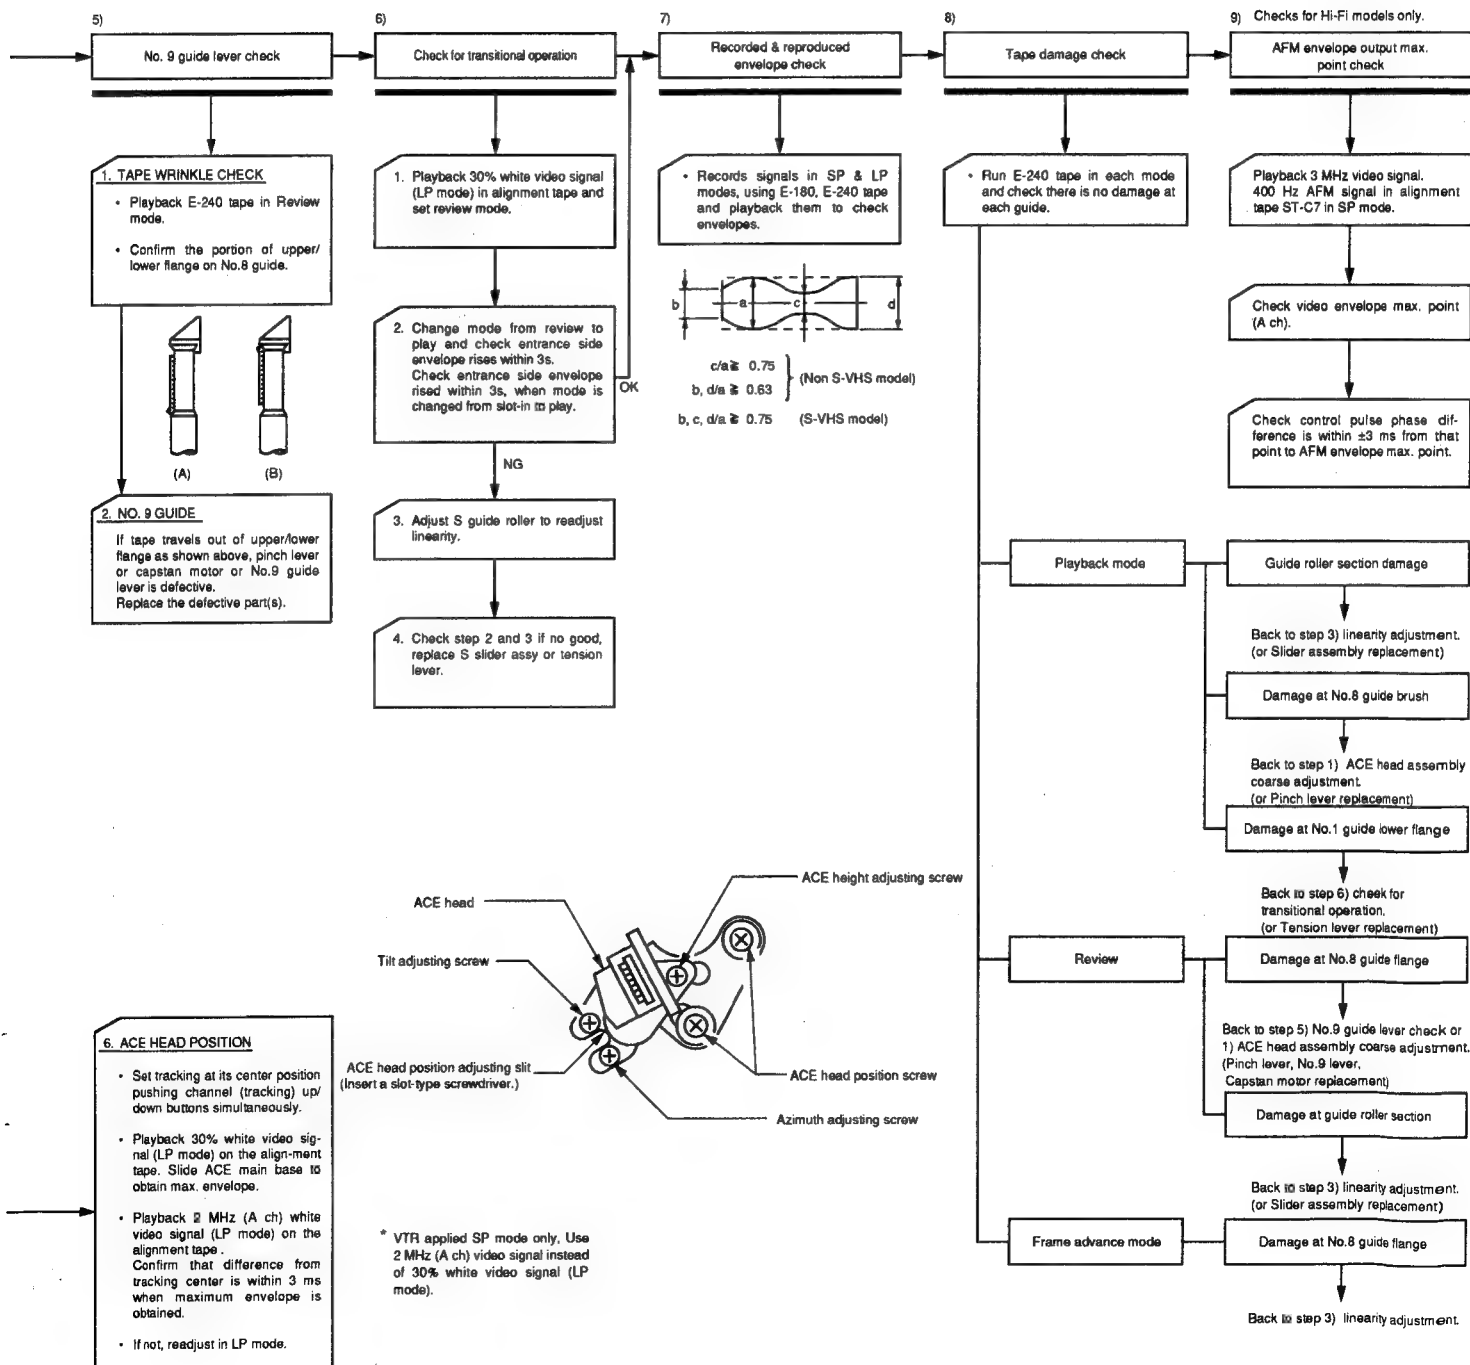 5)
No. 9 guide lever check
1. TAPE WRINKLE CHECK
• Playback E-240 tape in Review
mode.
• Confirm the portion of upper/
lower flange on No.8 guide.
(A)
(B)
2. NO. 9 GUIDE
If tape travels out of upper/lower
flange as shown above, pinch lever
or capstan motor or No.9 guide
lever is defective.
Replace the defective part(s).
6)
Check for transitional operation
1. Playback 30% white video signal
(LP mode) in alignment tape and
set review mode.
2. Change mode from review to
play and check entrance side
envelope rises within 3s.
Check entrance side envelope
rised within 3s, when mode is
changed from slot-in to play.
OK
NG
3. Adjust S guide roller to readjust
linearity.
4. Check step 2 and 3 if no good,
replace S slider assy or tension
lever.
7)
Recorded & reproduced
envelope check
• Records signals in SP & LP
modes, using E-180, E-240 tape
and playback them to check
envelopes.
b
a
c
d
c/a ≧ 0.75
b, d/a ≧ 0.63
(Non S-VHS model)
b, c, d/a ≧ 0.75 (S-VHS model)
8)
Tape damage check
• Run E-240 tape in each mode
and check there is no damage at
each guide.
9) Checks for Hi-Fi models only.
AFM envelope output max.
point check
Playback 3 MHz video signal.
400 Hz AFM signal in alignment
tape ST-C7 in SP mode.
Check video envelope max. point
(A ch).
Check control pulse phase dif-
ference is within ±3 ms from that
point to AFM envelope max. point.
Playback mode
Guide roller section damage
Back to step 3) linearity adjustment.
(or Slider assembly replacement)
Damage at No.8 guide brush
Back to step 1) ACE head assembly
coarse adjustment.
(or Pinch lever replacement)
Damage at No.1 guide lower flange
Back to step 6) cheek for
transitional operation.
(or Tension lever replacement)
Review
Damage at No.8 guide flange
Back to step 5) No.9 guide lever check or
1) ACE head assembly coarse adjustment.
(Pinch lever, No.9 lever,
Capstan motor replacement)
Damage at guide roller section
Back to step 3) linearity adjustment.
(or Slider assembly replacement)
Frame advance mode
Damage at No.8 guide flange
Back to step 3) linearity adjustment.
ACE head
ACE height adjusting screw
Tilt adjusting screw
ACE head position adjusting slit
(Insert a slot-type screwdriver.)
ACE head position screw
Azimuth adjusting screw
6. ACE HEAD POSITION
• Set tracking at its center position
pushing channel (tracking) up/
down buttons simultaneously.
• Playback 30% white video sig-
nal (LP mode) on the align-ment
tape. Slide ACE main base to
obtain max. envelope.
• Playback 2 MHz (A ch) white
video signal (LP mode) on the
alignment tape .
Confirm that difference from
tracking center is within 3 ms
when maximum envelope is
obtained.
• If not, readjust in LP mode.
* VTR applied SP mode only, Use
2 MHz (A ch) video signal instead
of 30% white video signal (LP
mode).